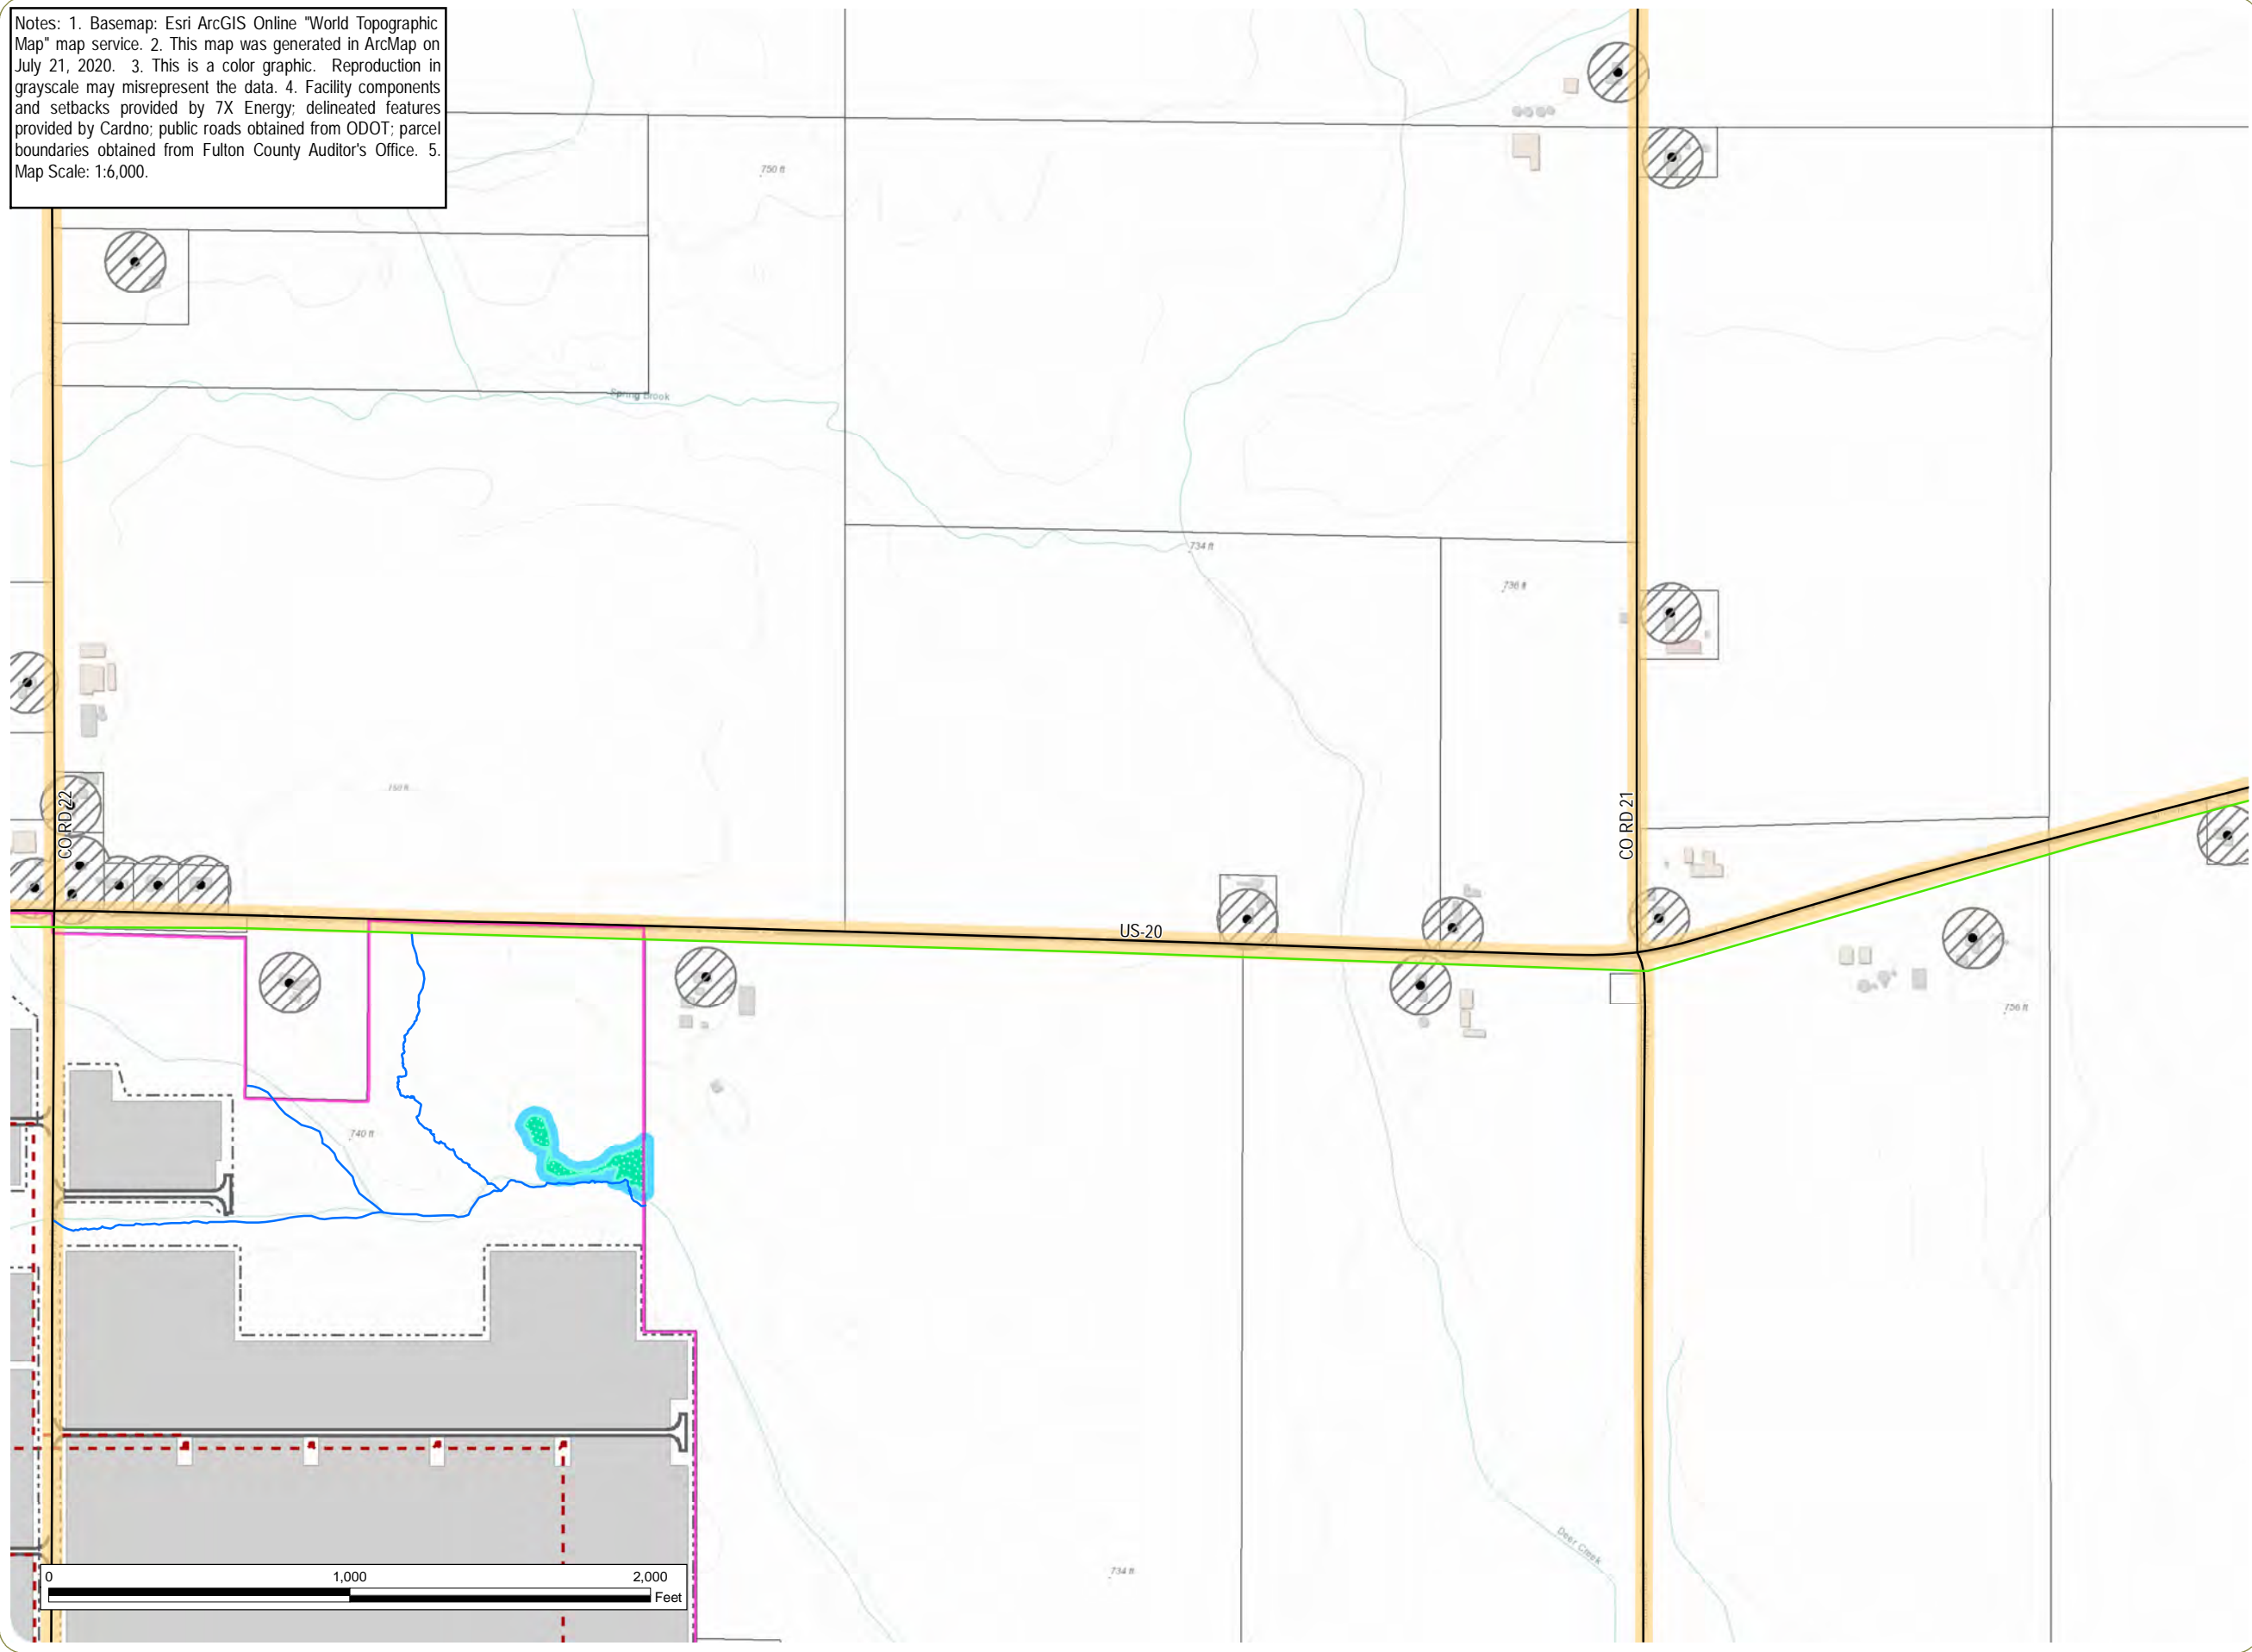 Notes: 1. Basemap: Esri ArcGIS Online "World Topographic
Map" map service. 2. This map was generated in ArcMap on
July 21, 2020. 3. This is a color graphic. Reproduction in
grayscale may misrepresent the data. 4. Facility components
and setbacks provided by 7X Energy; delineated features
provided by Cardno; public roads obtained from ODOT; parcel
boundaries obtained from Fulton County Auditor's Office. 5.
Map Scale: 1:6,000.
750 ft
Spring Brook
734 ft
736 ft
CO RD 22
CO RD 21
US-20
756 ft
740 ft
Deer Creek
734 ft
0 1,000 2,000
Feet